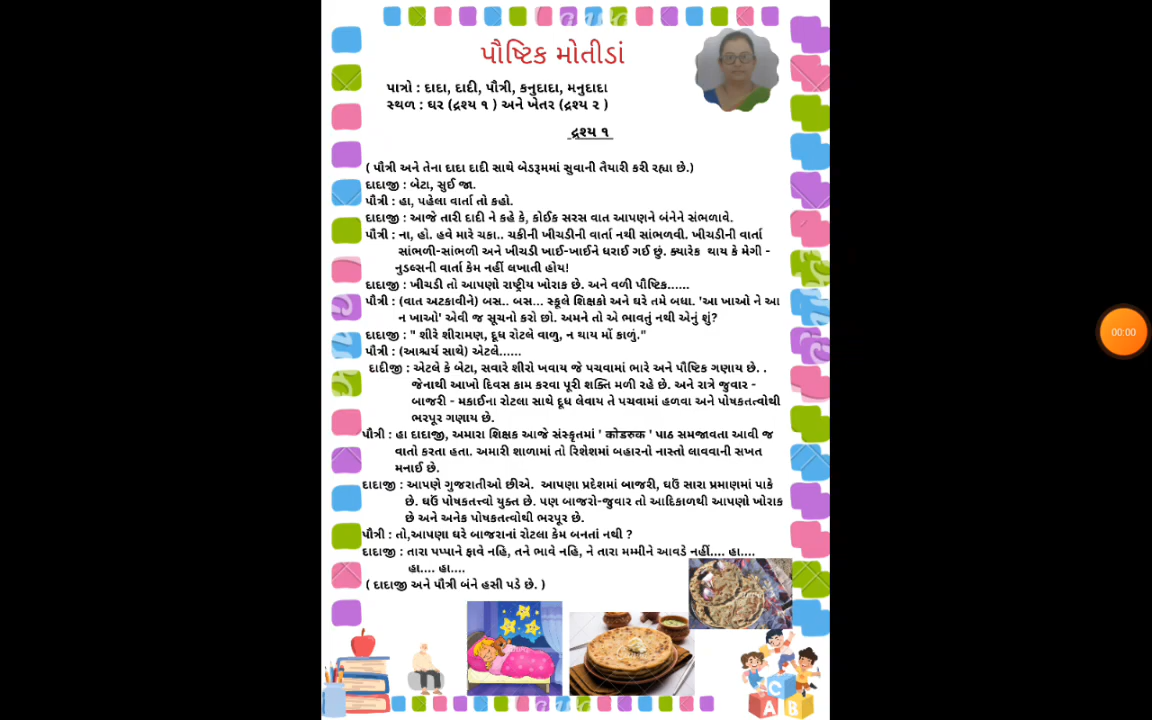 પૌષ્ટિક મોતીડાં
પાત્રો : દાદા, દાદી, પૌત્રી, કનુદાદા, મનુદાદા
સ્થળ : ઘર (દ્રશ્ય ૧ ) અને ખેતર (દ્રશ્ય ૨ )
દ્રશ્ય ૧
( પૌત્રી અને તેના દાદા દાદી સાથે બેડરૂમમાં સુવાની તૈયારી કરી રહ્યા છે.)
દાદાજી : બેટા, સુઈ જા.
પૌત્રી : હા, પહેલા વાર્તા તો કહો.
દાદાજી : આજે તારી દાદી ને કહે કે, કોઈક સરસ વાત આપણને બંનેને સંભળાવે.
પૌત્રી : ના, હો. હવે મારે ચકા.. ચકીની ખીચડીની વાર્તા નથી સાંભળવી. ખીચડીની વાર્તા
સાંભળી-સાંભળી અને ખીચડી ખાઈ-ખાઈને ધરાઈ ગઈ છું. ક્યારેક થાય કે મેગી -
નુડલ્સની વાર્તા કેમ નહીં લખાતી હોય!
દાદાજી : ખીચડી તો આપણો રાષ્ટ્રીય ખોરાક છે. અને વળી પૌષ્ટિક......
પૌત્રી : (વાત અટકાવીને) બસ.. બસ... સ્કૂલે શિક્ષકો અને ઘરે તમે બધા. 'આ ખાઓ ને આ
ન ખાઓ' એવી જ સૂચનો કરો છો. અમને તો એ ભાવતું નથી એનું શું?
દાદાજી : " શીરે શીરામણ, દૂધ રોટલે વાળુ, ન થાય મોં કાળું."
પૌત્રી : (આશ્ચર્ય સાથે) એટલે......
દાદીજી : એટલે કે બેટા, સવારે શીરો ખવાય જે પચવામાં ભારે અને પૌષ્ટિક ગણાય છે. .
જેનાથી આખો દિવસ કામ કરવા પૂરી શક્તિ મળી રહે છે. અને રાત્રે જુવાર -
બાજરી - મકાઈના રોટલા સાથે દૂધ લેવાય તે પચવામાં હળવા અને પોષકતત્વોથી
ભરપૂર ગણાય છે.
પૌત્રી : હા દાદાજી, અમારા શિક્ષક આજે સંસ્કૃતમાં ' कोडरुक ' પાઠ સમજાવતા આવી જ
વાતો કરતા હતા. અમારી શાળામાં તો રિશેશમાં બહારનો નાસ્તો લાવવાની સખત
મનાઈ છે.
દાદાજી : આપણે ગુજરાતીઓ છીએ. આપણા પ્રદેશમાં બાજરી, ઘઉં સારા પ્રમાણમાં પાકે
છે. ઘઉં પોષકતત્ત્વો યુક્ત છે. પણ બાજરો-જુવાર તો આદિકાળથી આપણો ખોરાક
છે અને અનેક પોષકતત્વોથી ભરપૂર છે.
પૌત્રી : તો,આપણા ઘરે બાજરાનાં રોટલા કેમ બનતાં નથી ?
દાદાજી : તારા પપ્પાને ફાવે નહિ, તને ભાવે નહિ, ને તારા મમ્મીને આવડે નહીં.... હા....
હા.... હા....
( દાદાજી અને પૌત્રી બંને હસી પડે છે. )
00:00
A B C